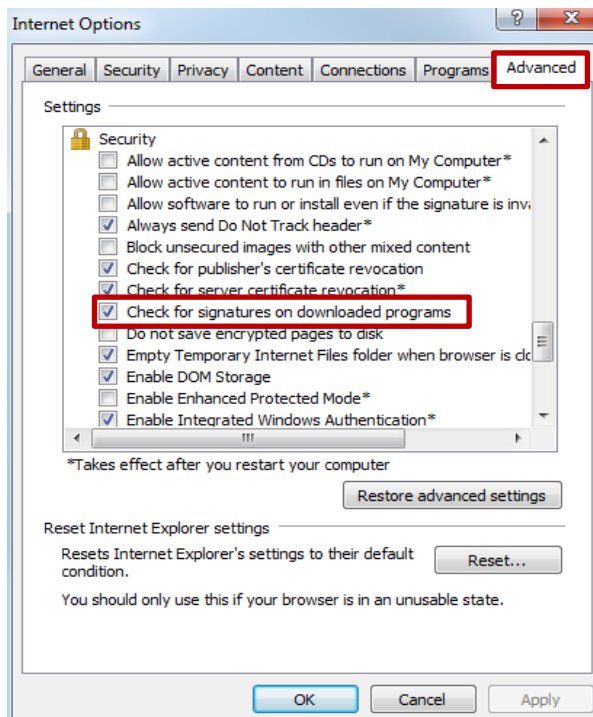 Internet Options
General Security Privacy Content Connections Programs Advanced
Settings
Security
Allow active content from CDs to run on My Computer*
Allow active content to run in files on My Computer*
Allow software to run or install even if the signature is
Always send Do Not Track header*
Block unsecured images with other mixed content
Check for publisher's certificate revocation
Check for server certificate revocation*
Check for signatures on downloaded programs
Do not save encrypted pages to disk
Empty Temporary Internet Files folder when browser is
Enable DOM Storage
Enable Enhanced Protected Mode*
Enable Integrated Windows Authentication*
*Takes effect after you restart your computer
Restore advanced settings
Reset Internet Explorer settings
Resets Internet Explorer's settings to their default
condition.
Reset...
You should only use this if your browser is in an unusable state.
OK Cancel Apply